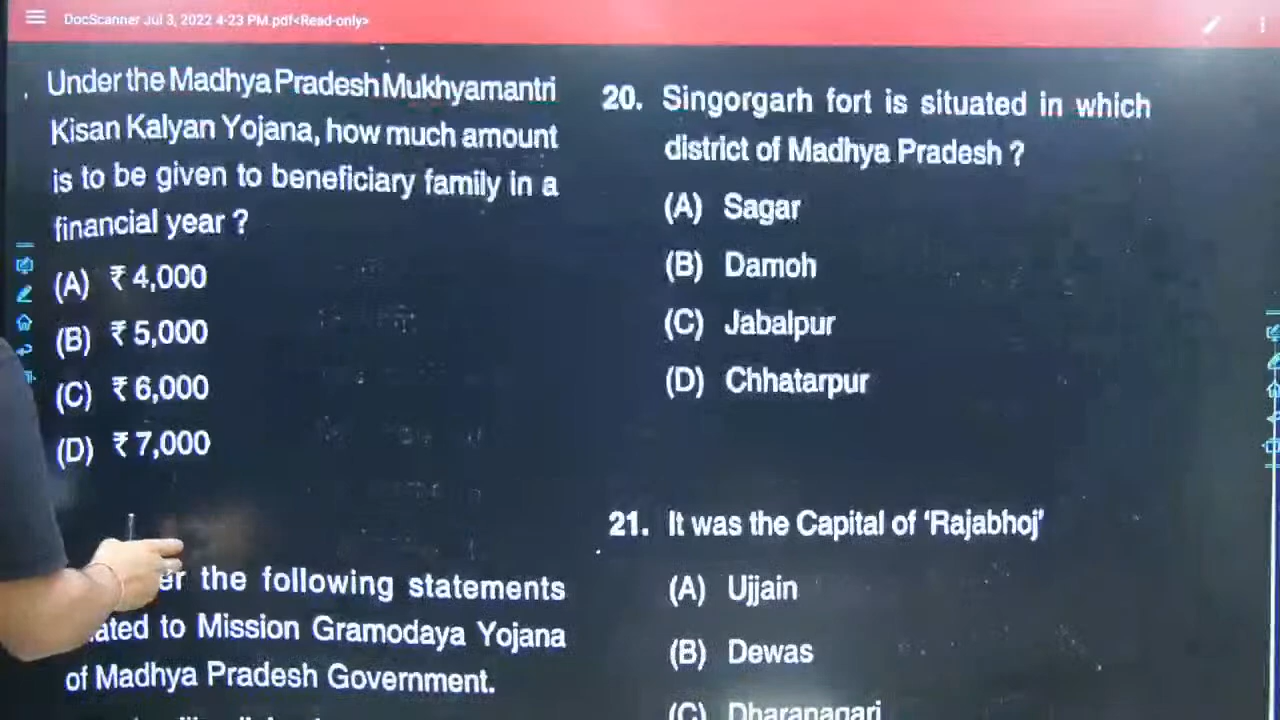 DocScanner Jul 3, 2022 4-23 PM.pdf<Read-only>
Under the Madhya Pradesh Mukhyamantri
Kisan Kalyan Yojana, how much amount
is to be given to beneficiary family in a
financial year ?
(A) ₹ 4,000
(B) ₹ 5,000
(C) ₹ 6,000
(D) ₹ 7,000
the following statements
to Mission Gramodaya Yojana
of Madhya Pradesh Government.
20. Singorgarh fort is situated in which
district of Madhya Pradesh ?
(A) Sagar
(B) Damoh
(C) Jabalpur
(D) Chhatarpur
21. It was the Capital of ‘Rajabhoj’
(A) Ujjain
(B) Dewas
(C) Dharanagari